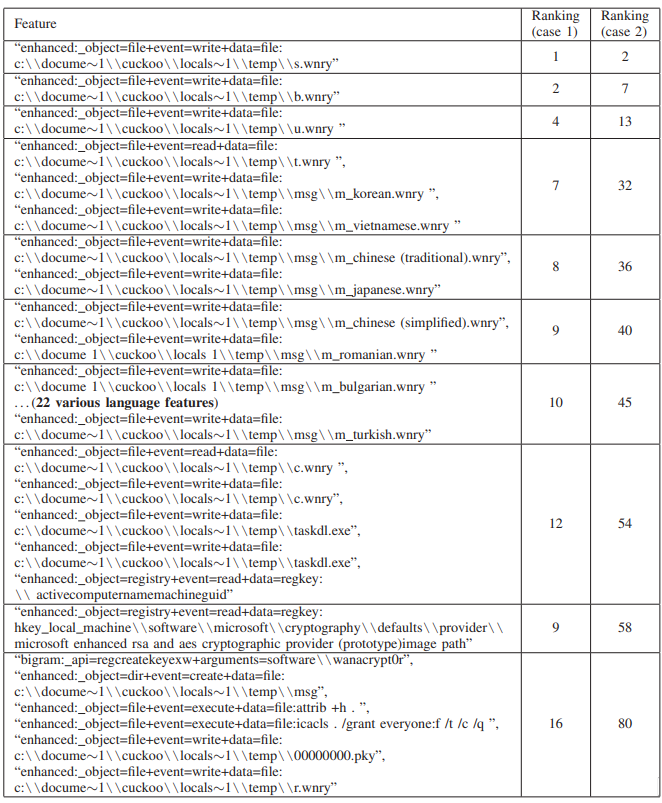 Feature Ranking (case 1) Ranking (case 2)
“enhanced:_object=file+event=write+data=file:
c:\\docume∼1\\cuckoo\\locals∼1\\temp\\s.wnry” 1 2
“enhanced:_object=file+event=write+data=file:
c:\\docume∼1\\cuckoo\\locals∼1\\temp\\b.wnry” 2 7
“enhanced:_object=file+event=write+data=file:
c:\\docume∼1\\cuckoo\\locals∼1\\temp\\u.wnry ” 4 13
“enhanced:_object=file+event=read+data=file:
c:\\docume∼1\\cuckoo\\locals∼1\\temp\\t.wnry ”,
“enhanced:_object=file+event=write+data=file:
c:\\docume∼1\\cuckoo\\locals∼1\\temp\\msg\\m_korean.wnry ”, 7 32
“enhanced:_object=file+event=write+data=file:
c:\\docume∼1\\cuckoo\\locals∼1\\temp\\msg\\m_vietnamese.wnry ”
“enhanced:_object=file+event=write+data=file:
c:\\docume∼1\\cuckoo\\locals∼1\\temp\\msg\\m_chinese (traditional).wnry”, 8 36
“enhanced:_object=file+event=write+data=file:
c:\\docume∼1\\cuckoo\\locals∼1\\temp\\msg\\m_japanese.wnry”
“enhanced:_object=file+event=write+data=file:
c:\\docume∼1\\cuckoo\\locals∼1\\temp\\msg\\m_chinese (simplified).wnry”, 9 40
“enhanced:_object=file+event=write+data=file:
c:\\docume 1\\cuckoo\\locals 1\\temp\\msg\\m_romanian.wnry ”
“enhanced:_object=file+event=write+data=file:
c:\\docume 1\\cuckoo\\locals 1\\temp\\msg\\m_bulgarian.wnry ”
…(22 various language features) 10 45
“enhanced:_object=file+event=write+data=file:
c:\\docume∼1\\cuckoo\\locals∼1\\temp\\msg\\m_turkish.wnry”
“enhanced:_object=file+event=read+data=file:
c:\\docume∼1\\cuckoo\\locals∼1\\temp\\c.wnry ”,
“enhanced:_object=file+event=write+data=file:
c:\\docume∼1\\cuckoo\\locals∼1\\temp\\c.wnry”,
“enhanced:_object=file+event=write+data=file: 12 54
c:\\docume∼1\\cuckoo\\locals∼1\\temp\\taskdl.exe”,
“enhanced:_object=file+event=write+data=file:
c:\\docume∼1\\cuckoo\\locals∼1\\temp\\taskdl.exe”,
“enhanced:_object=registry+event=read+data=regkey:
\\ activecomputernamemachineguid”
“enhanced:_object=registry+event=read+data=regkey:
hkey_local_machine\\software\\microsoft\\cryptography\\defaults\\provider\\ 9 58
microsoft enhanced rsa and aes cryptographic provider (prototype)image path”
“bigram:_api=regcreatekeyexw+arguments=software\\wanacrypt0r”,
“enhanced:_object=dir+event=create+data=file:
c:\\docume∼1\\cuckoo\\locals∼1\\temp\\msg”,
“enhanced:_object=file+event=execute+data=file:attrib +h . ”,
“enhanced:_object=file+event=execute+data=file:icacls . /grant everyone:f /t /c /q ”, 16 80
“enhanced:_object=file+event=write+data=file:
c:\\docume∼1\\cuckoo\\locals∼1\\temp\\00000000.pky”,
“enhanced:_object=file+event=write+data=file:
c:\\docume∼1\\cuckoo\\locals∼1\\temp\\r.wnry”